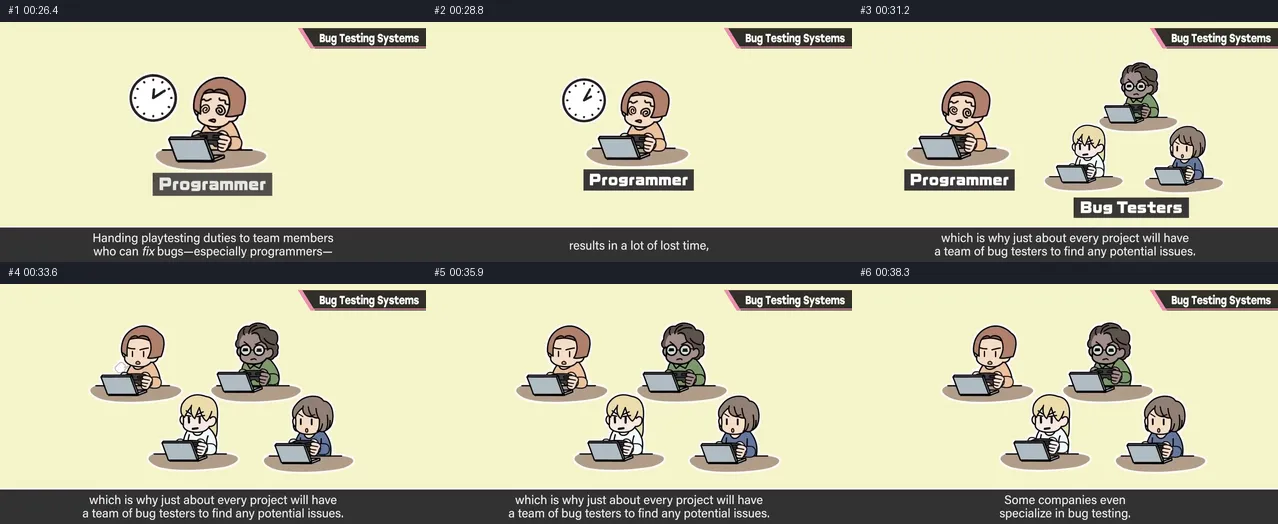 #1 00:26.4
Bug Testing Systems
Programmer
Handing playtesting duties to team members
who can fix bugs—especially programmers—
#2 00:28.8
Bug Testing Systems
Programmer
results in a lot of lost time,
#3 00:31.2
Bug Testing Systems
Programmer
Bug Testers
which is why just about every project will have
a team of bug testers to find any potential issues.
#4 00:33.6
Bug Testing Systems
which is why just about every project will have
a team of bug testers to find any potential issues.
#5 00:35.9
Bug Testing Systems
which is why just about every project will have
a team of bug testers to find any potential issues.
#6 00:38.3
Bug Testing Systems
Some companies even
specialize in bug testing.